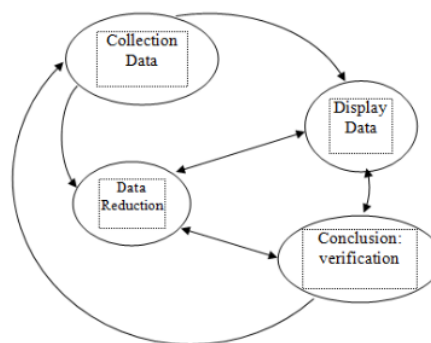 Collection
Data
Display
Data
Data
Reduction
Conclusion:
verification